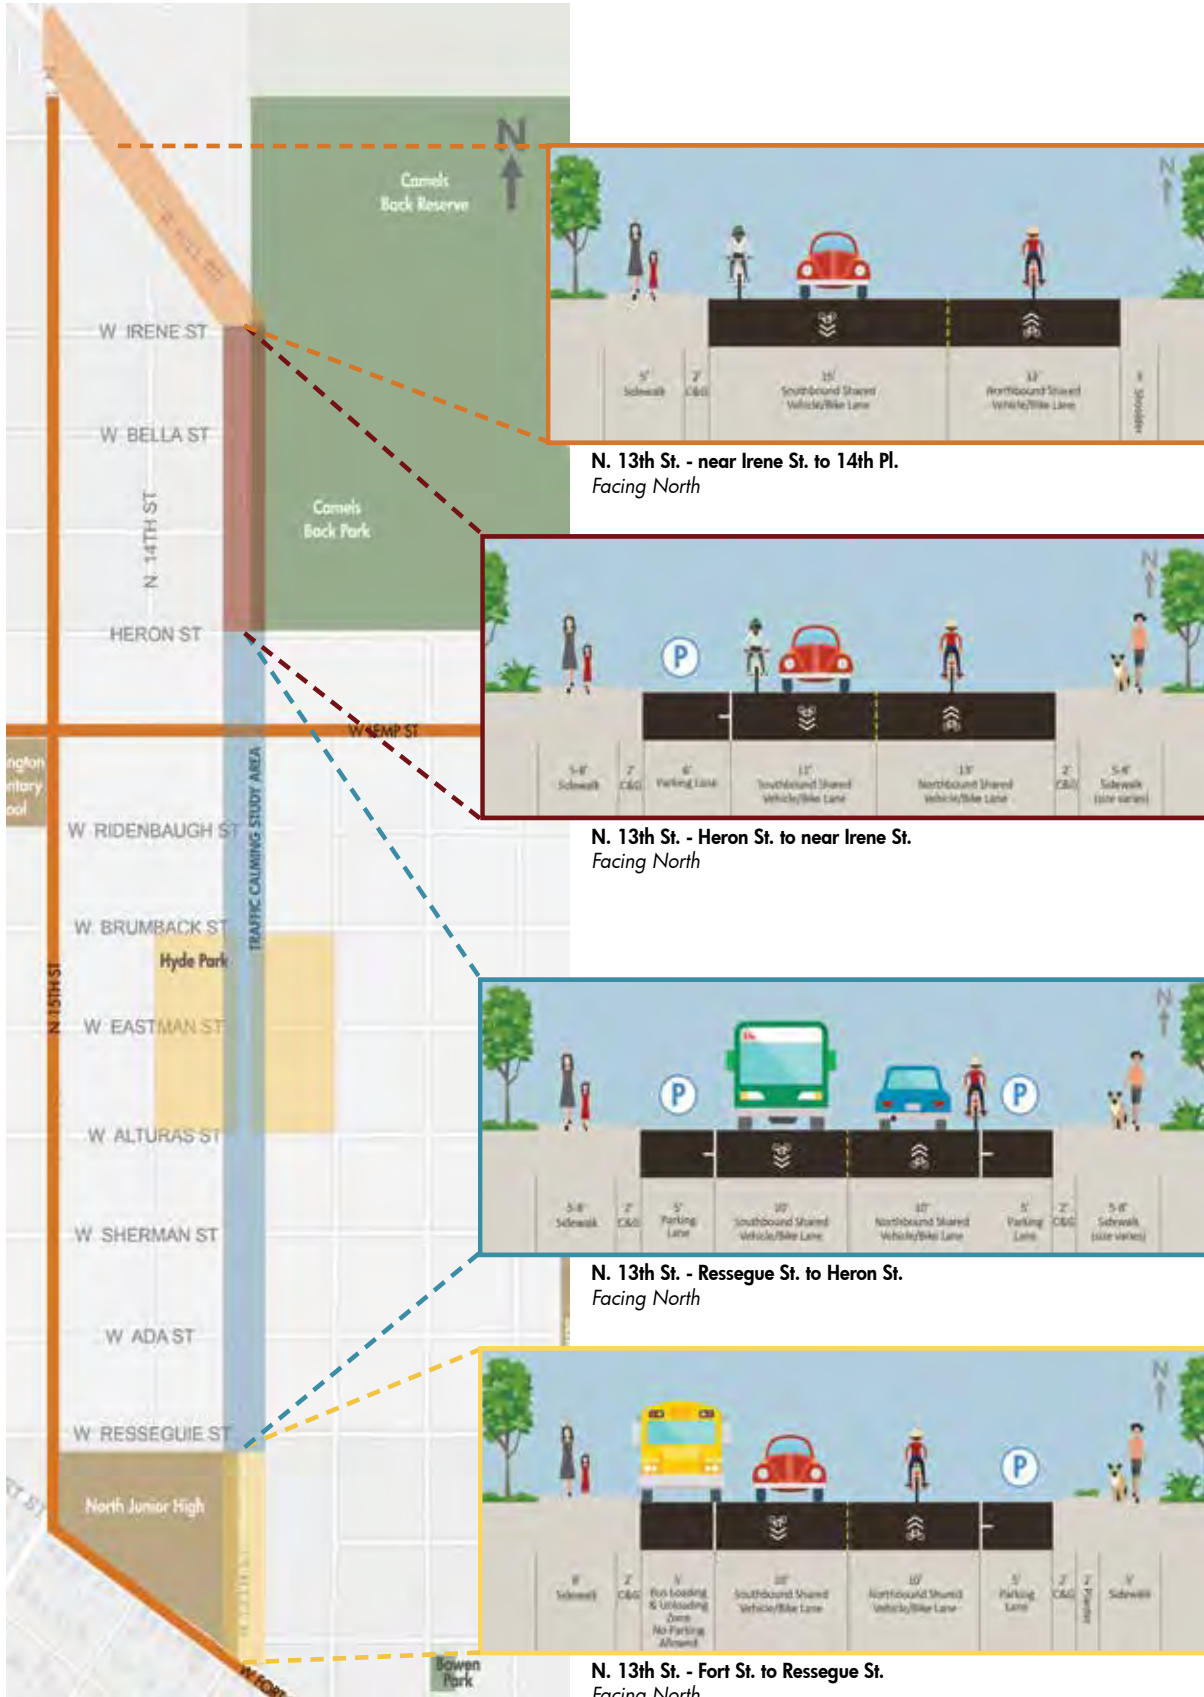 N
Camels
Back Reserve
W IRENE ST
W BELLA ST
N. 14TH ST
Camels
Back Park
HERON ST
TRAFFIC CALMING STUDY AREA
W RIDENBAUGH ST
W BRUMBACK ST
Hyde Park
N 15TH ST
W EASTMAN ST
W ALTURAS ST
W SHERMAN ST
W ADA ST
W RESSEGUIE ST
North Junior High
W FORT
Bowen
Park
N
5'
Sidewalk
2'
C&G
15'
Southbound Shared
Vehicle/Bike Lane
12'
Northbound Shared
Vehicle/Bike Lane
Shoulder
N. 13th St. - near Irene St. to 14th Pl.
Facing North
N
P
5-8'
Sidewalk
2'
C&G
6'
Parking Lane
11'
Southbound Shared
Vehicle/Bike Lane
13'
Northbound Shared
Vehicle/Bike Lane
2'
C&G
5-8'
Sidewalk
(size varies)
N. 13th St. - Heron St. to near Irene St.
Facing North
N
P
P
5-8'
Sidewalk
2'
C&G
5'
Parking
Lane
10'
Southbound Shared
Vehicle/Bike Lane
10'
Northbound Shared
Vehicle/Bike Lane
5'
Parking
Lane
2'
C&G
5-8'
Sidewalk
(size varies)
N. 13th St. - Ressegue St. to Heron St.
Facing North
N
P
8'
Sidewalk
2'
C&G
5'
Bus Loading
& Unloading
Zone
No Parking
Allowed
10'
Southbound Shared
Vehicle/Bike Lane
10'
Northbound Shared
Vehicle/Bike Lane
5'
Parking
Lane
2'
C&G
2' Planter
5'
Sidewalk
N. 13th St. - Fort St. to Ressegue St.
Facing North